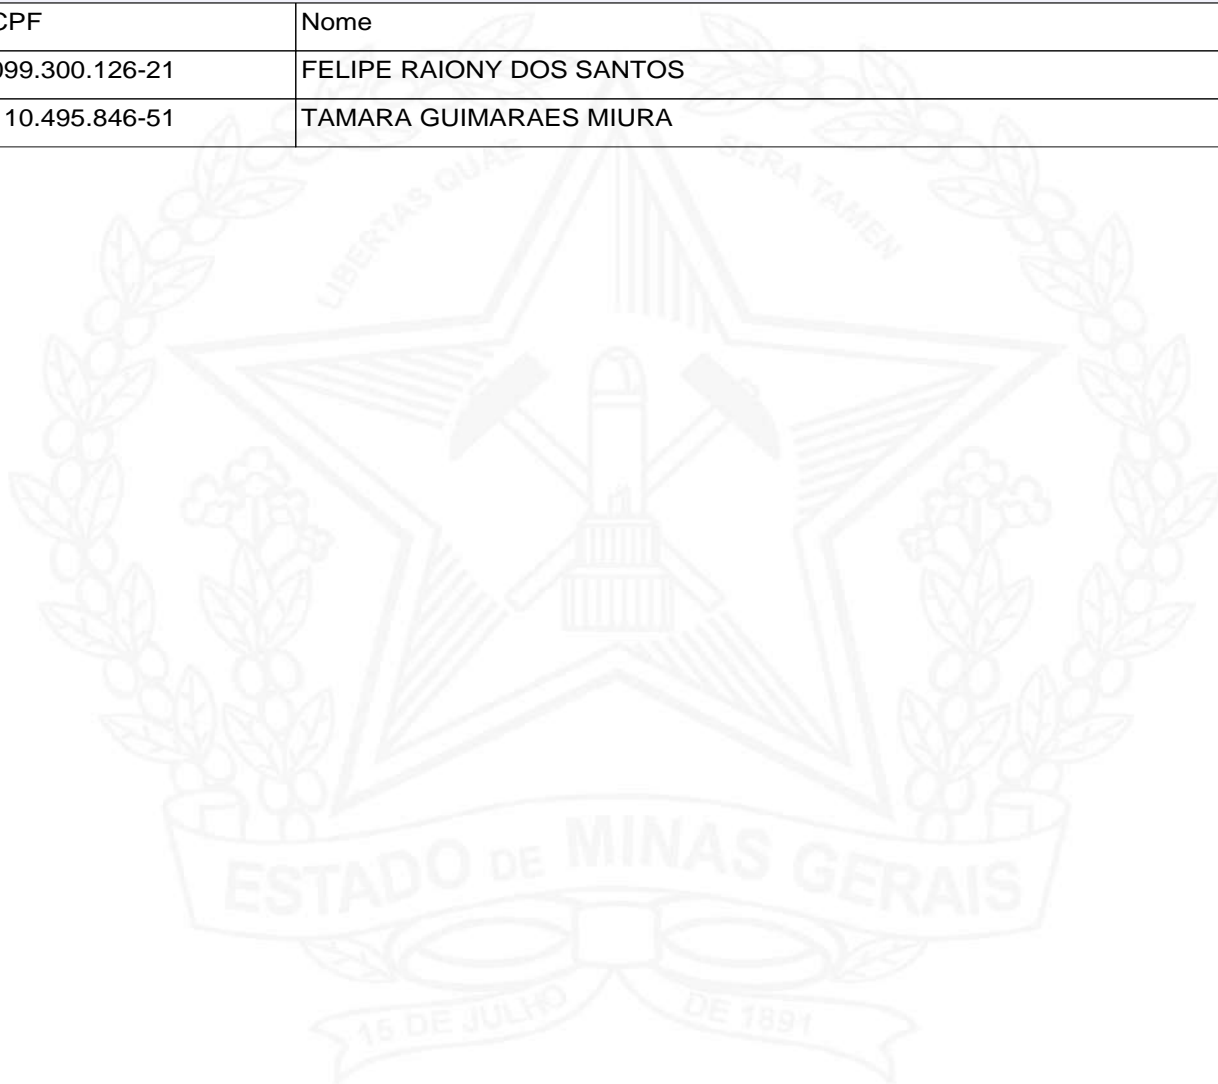 CPF Nome
099.300.126-21 FELIPE RAIONY DOS SANTOS
10.495.846-51 TAMARA GUIMARAES MIURA
LIBERTAS QUAE SERA TAMEN
ESTADO DE MINAS GERAIS
15 DE JULHO DE 1891